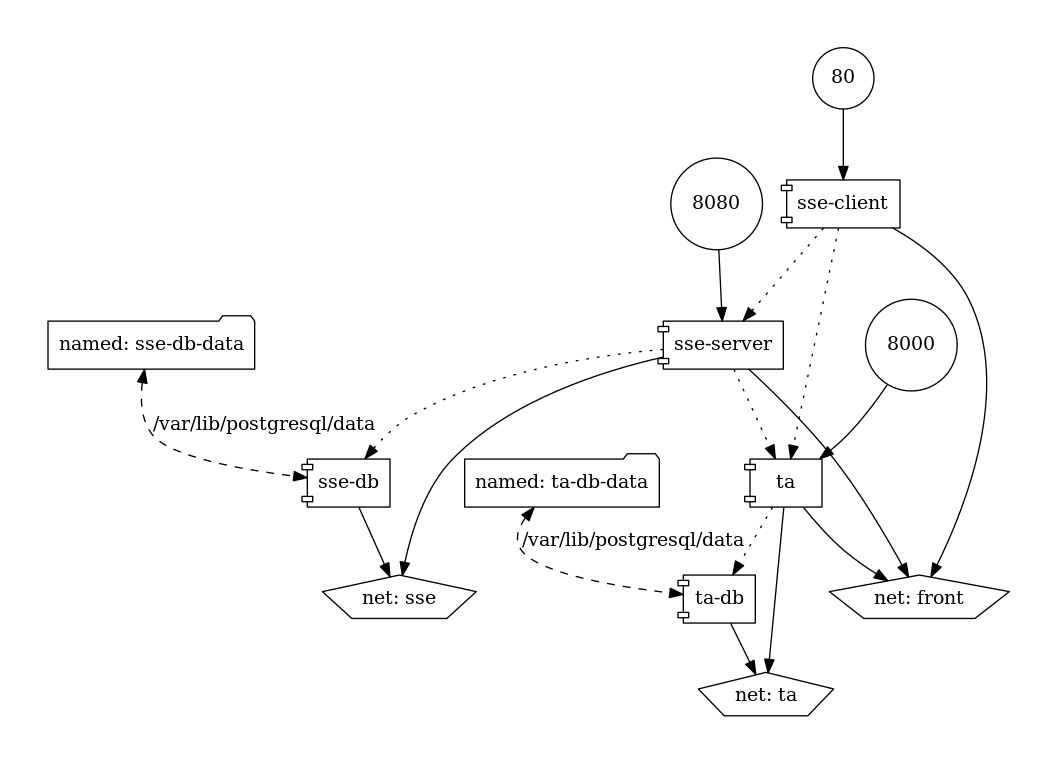 80
8080
sse-client
named: sse-db-data
sse-server
8000
/var/lib/postgresql/data
sse-db
named: ta-db-data
ta
/var/lib/postgresql/data
net: sse
ta-db
net: front
net: ta